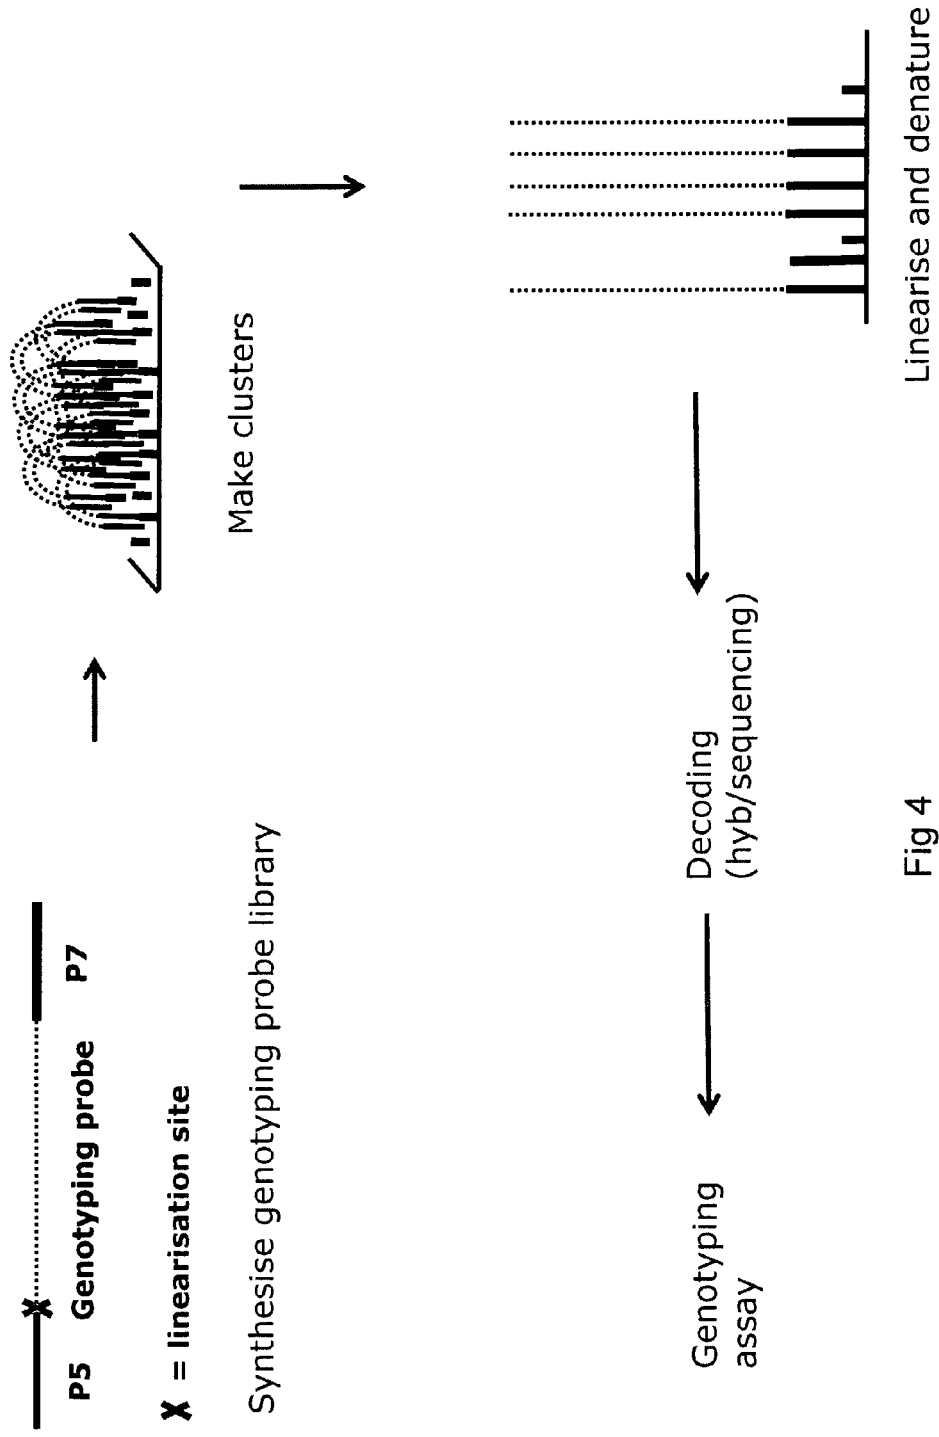 P5 Genotyping probe P7
X = linearisation site
Synthesise genotyping probe library
Make clusters
Linearise and denature
Decoding
(hyb/sequencing)
Genotyping
assay
Fig 4